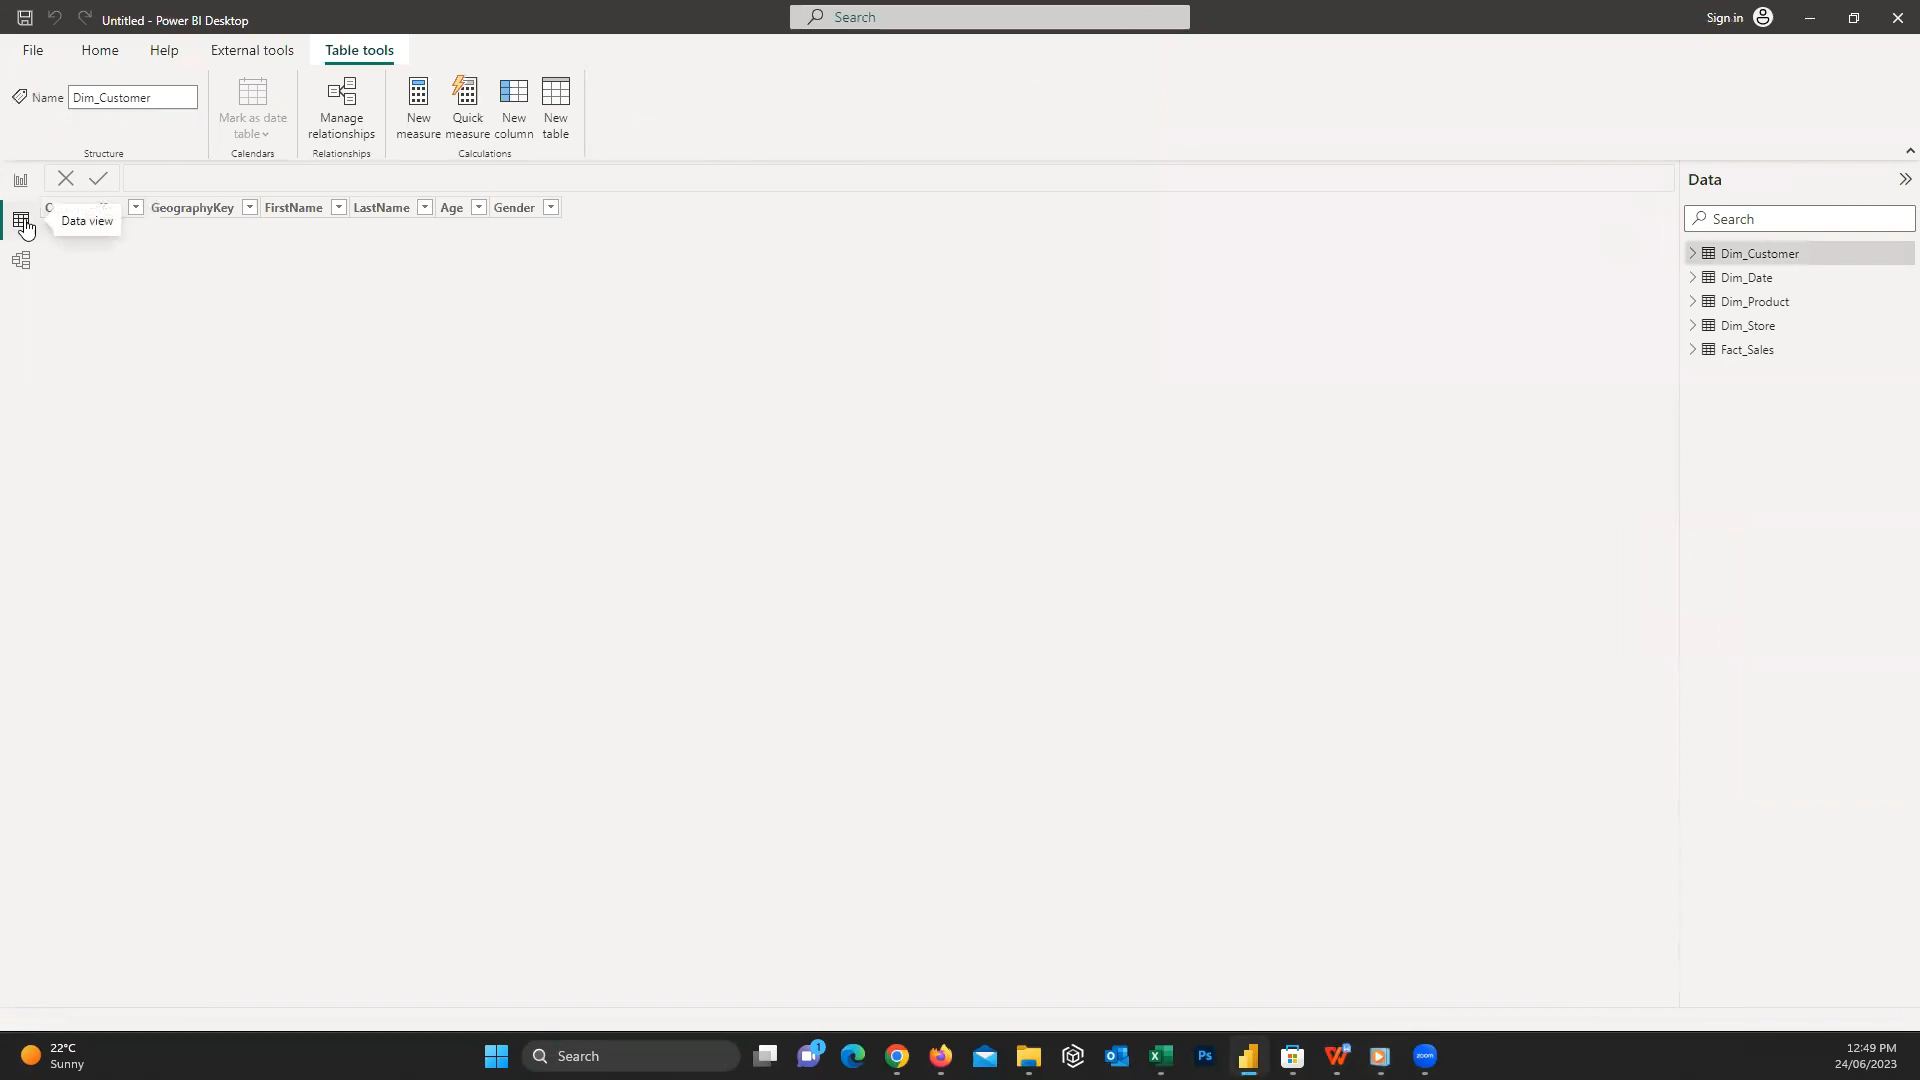 Untitled - Power BI Desktop
Search
Sign in
File Home Help External tools Table tools
Name Dim_Customer
Mark as date table
Manage relationships
New measure
Quick measure
New column
New table
Structure Calendars Relationships Calculations
Data
GeographyKey FirstName LastName Age Gender
Data view
Search
Dim_Customer
Dim_Date
Dim_Product
Dim_Store
Fact_Sales
22°C
Sunny
Search
1
Ps
zoom
12:49 PM
24/06/2023